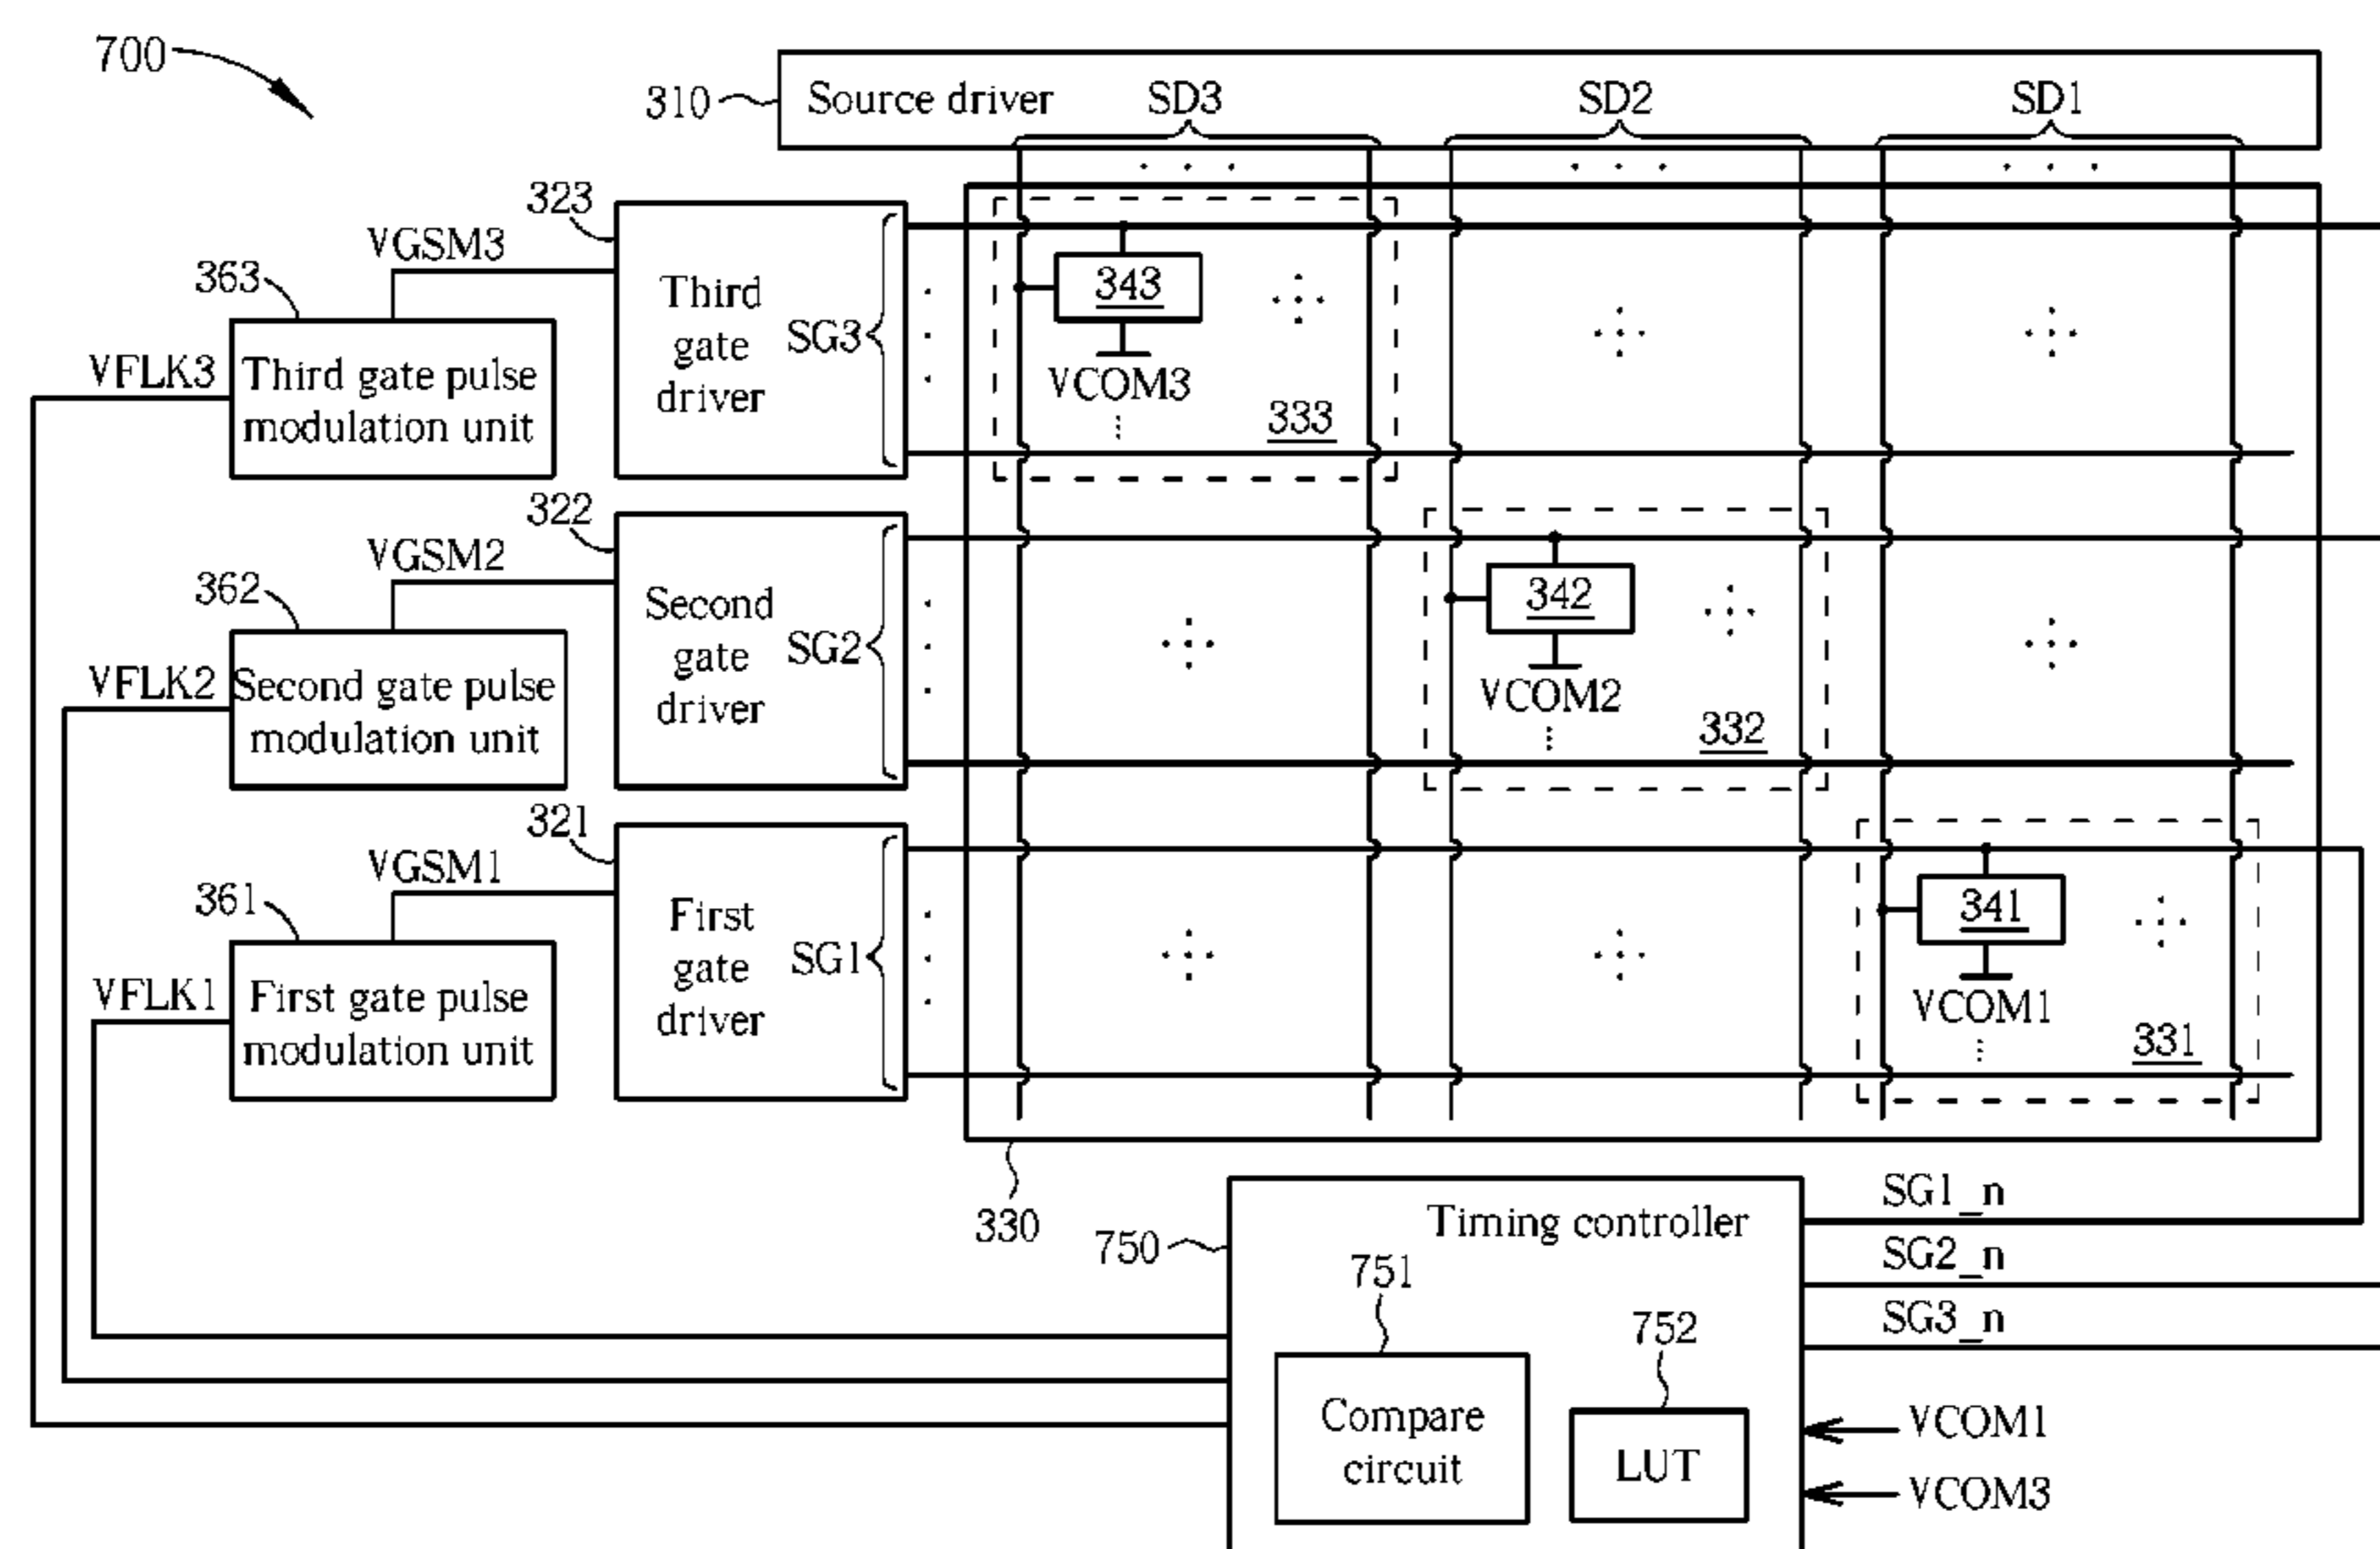 700
310
Source driver
SD3
SD2
SD1
323
VGSM3
363
Third
gate
driver
SG3
343
VCOM3
333
VFLK3
Third gate pulse
modulation unit
322
VGSM2
362
Second
gate
driver
SG2
342
VCOM2
332
VFLK2
Second gate pulse
modulation unit
321
VGSM1
361
First
gate
driver
SG1
341
VCOM1
331
VFLK1
First gate pulse
modulation unit
330
750
Timing controller
SG1_n
SG2_n
SG3_n
751
752
Compare
circuit
LUT
VCOM1
VCOM3